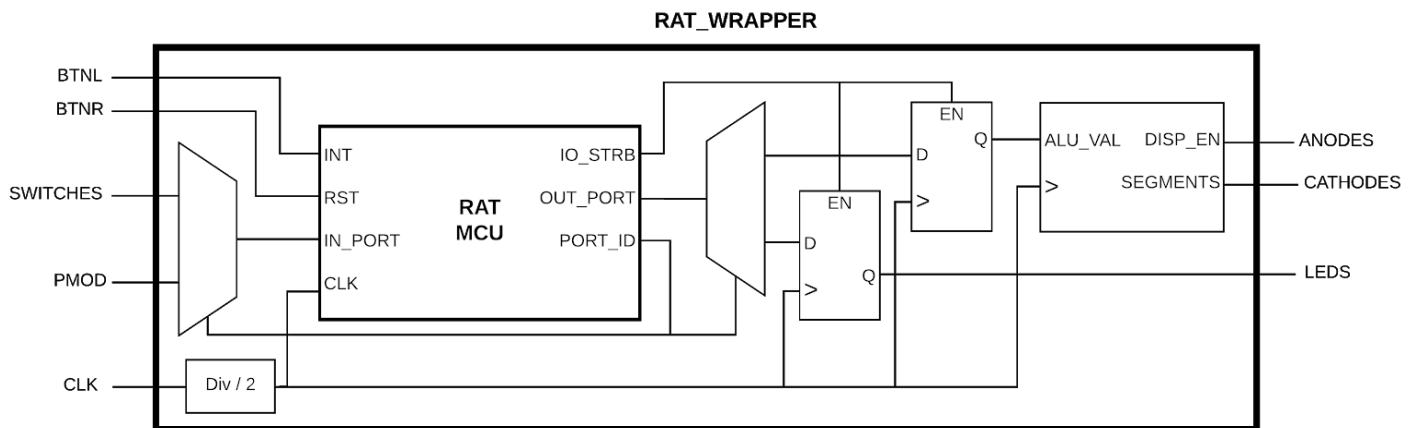 RAT_WRAPPER
BTNL
BTNR
SWITCHES
PMOD
CLK
Div / 2
INT
RST
IN_PORT
CLK
RAT
MCU
IO_STRB
OUT_PORT
PORT_ID
EN
D
Q
>
EN
D
Q
>
ALU_VAL
>
DISP_EN
SEGMENTS
ANODES
CATHODES
LEDS